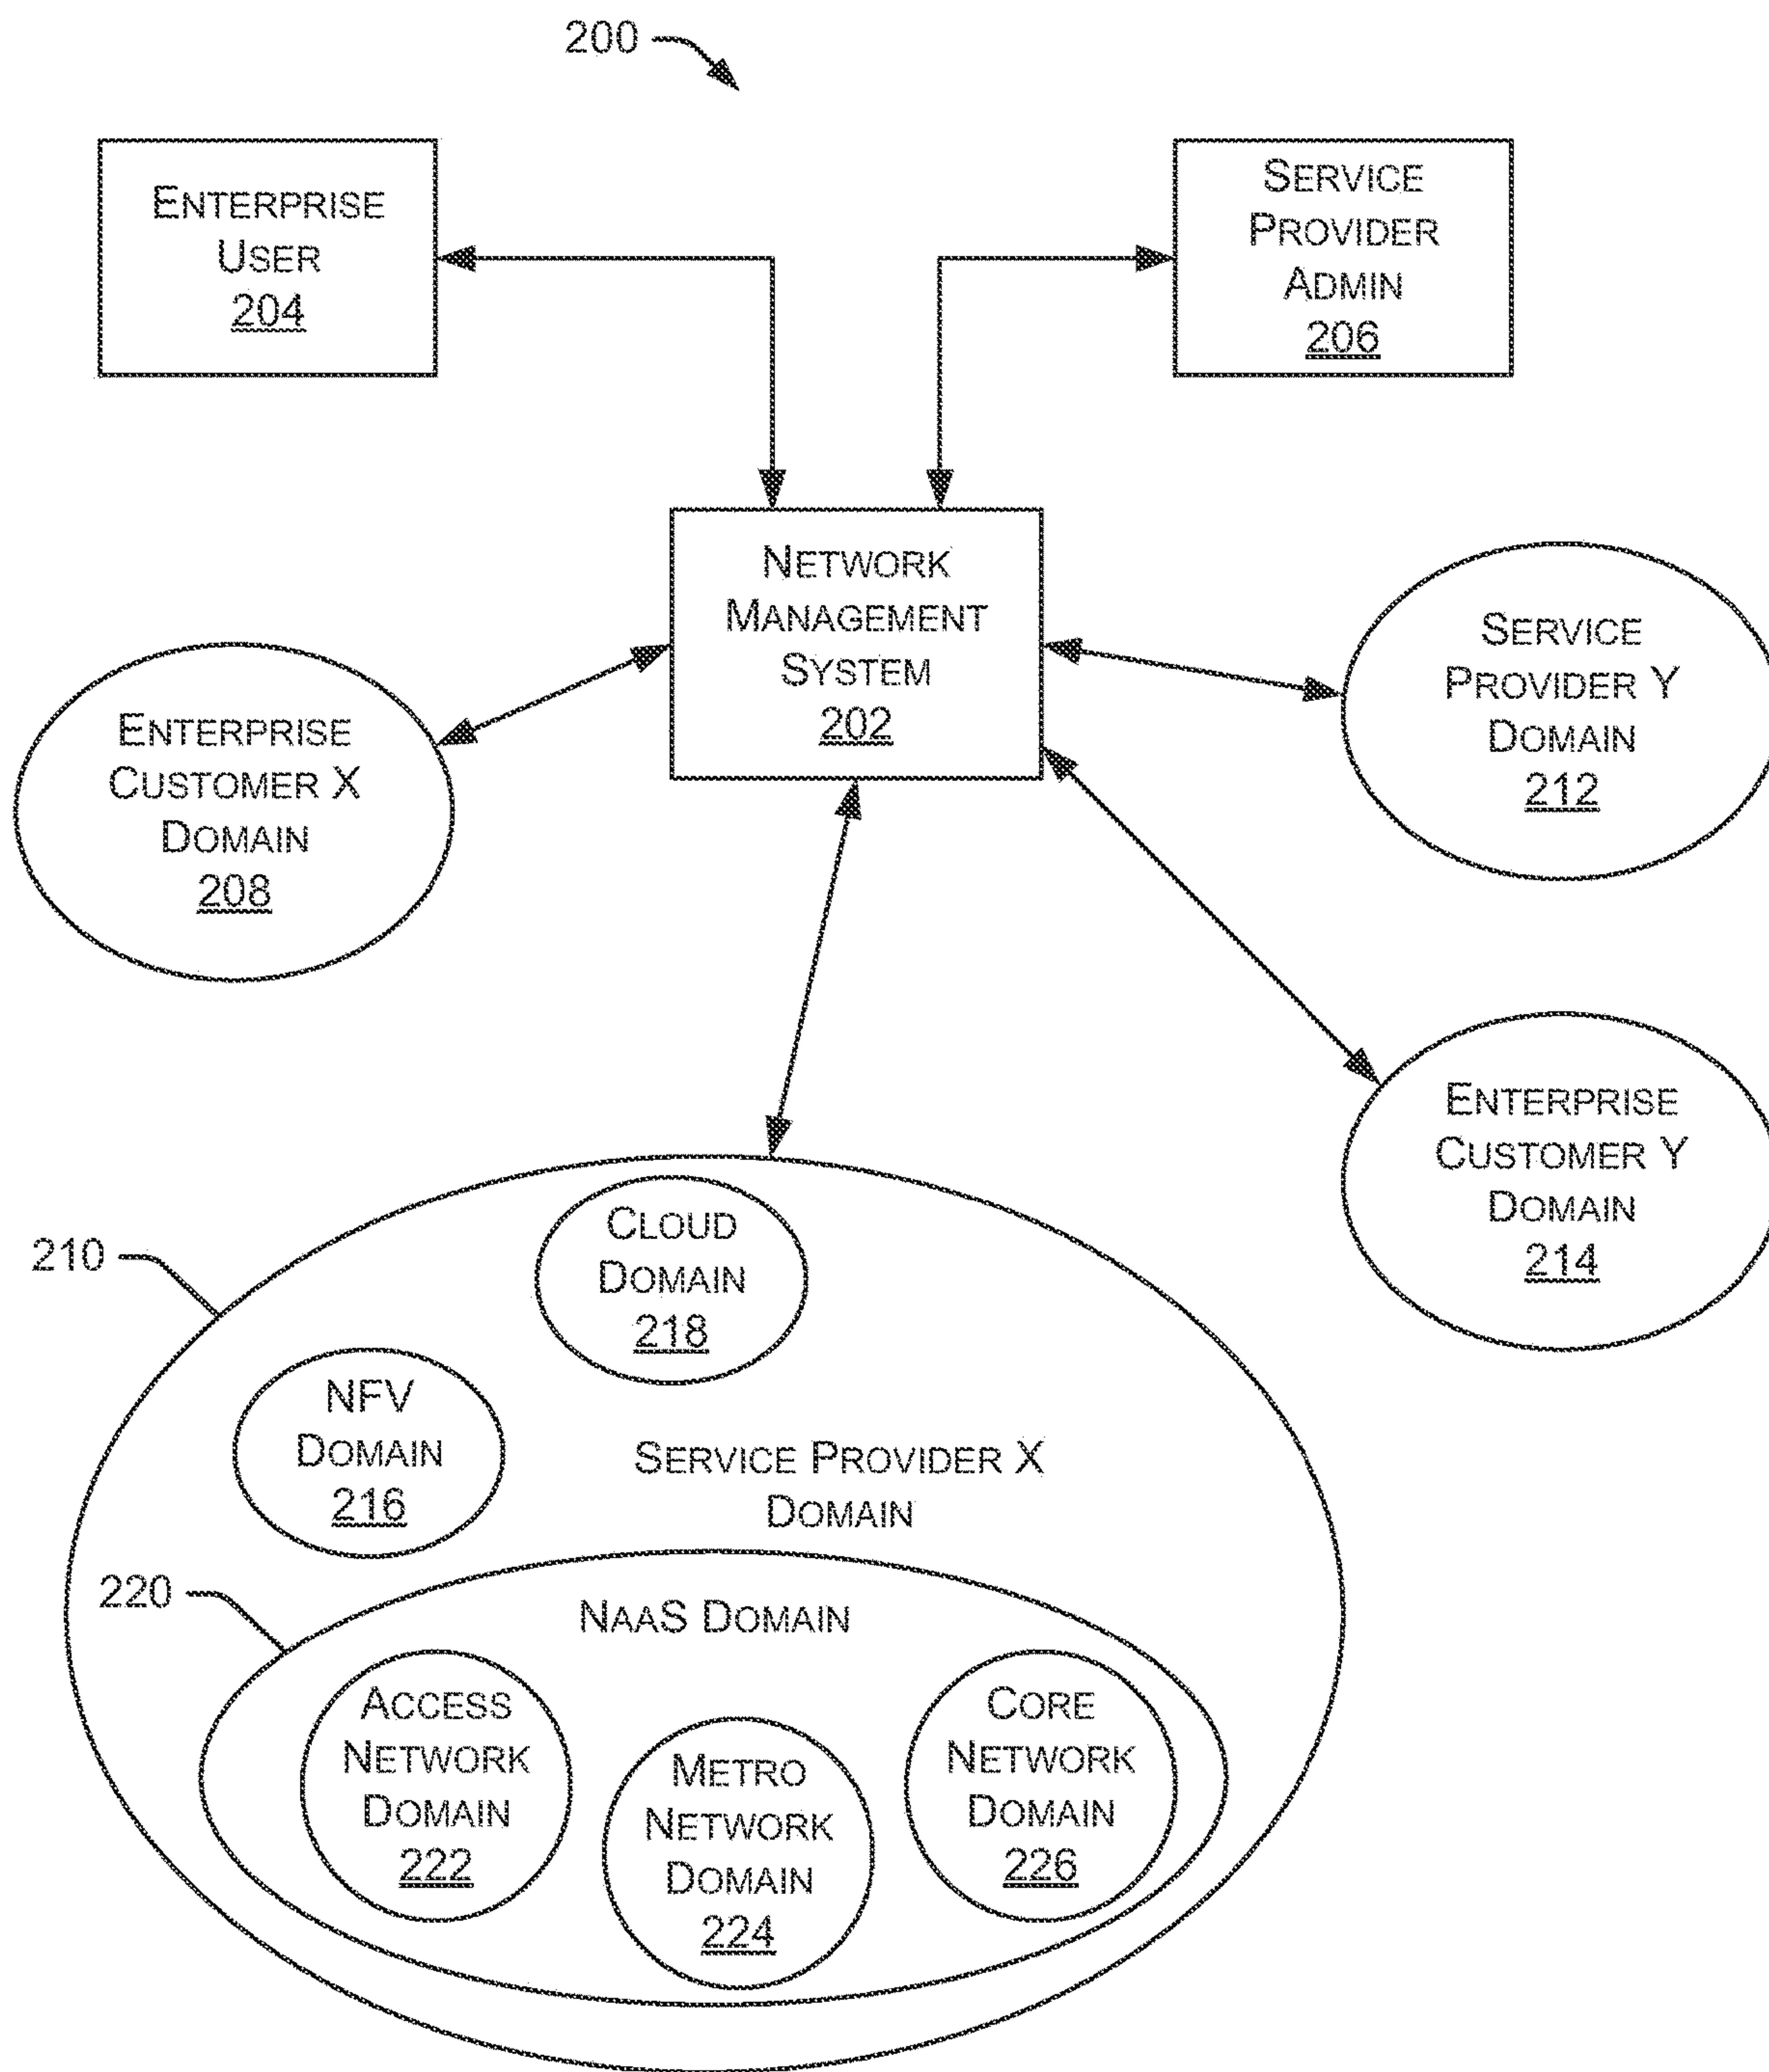 200
ENTERPRISE
USER
204
SERVICE
PROVIDER
ADMIN
206
NETWORK
MANAGEMENT
SYSTEM
202
ENTERPRISE
CUSTOMER X
DOMAIN
208
SERVICE
PROVIDER Y
DOMAIN
212
ENTERPRISE
CUSTOMER Y
DOMAIN
214
210
CLOUD
DOMAIN
218
NFV
DOMAIN
216
SERVICE PROVIDER X
DOMAIN
220
NAAS DOMAIN
ACCESS
NETWORK
DOMAIN
222
METRO
NETWORK
DOMAIN
224
CORE
NETWORK
DOMAIN
226